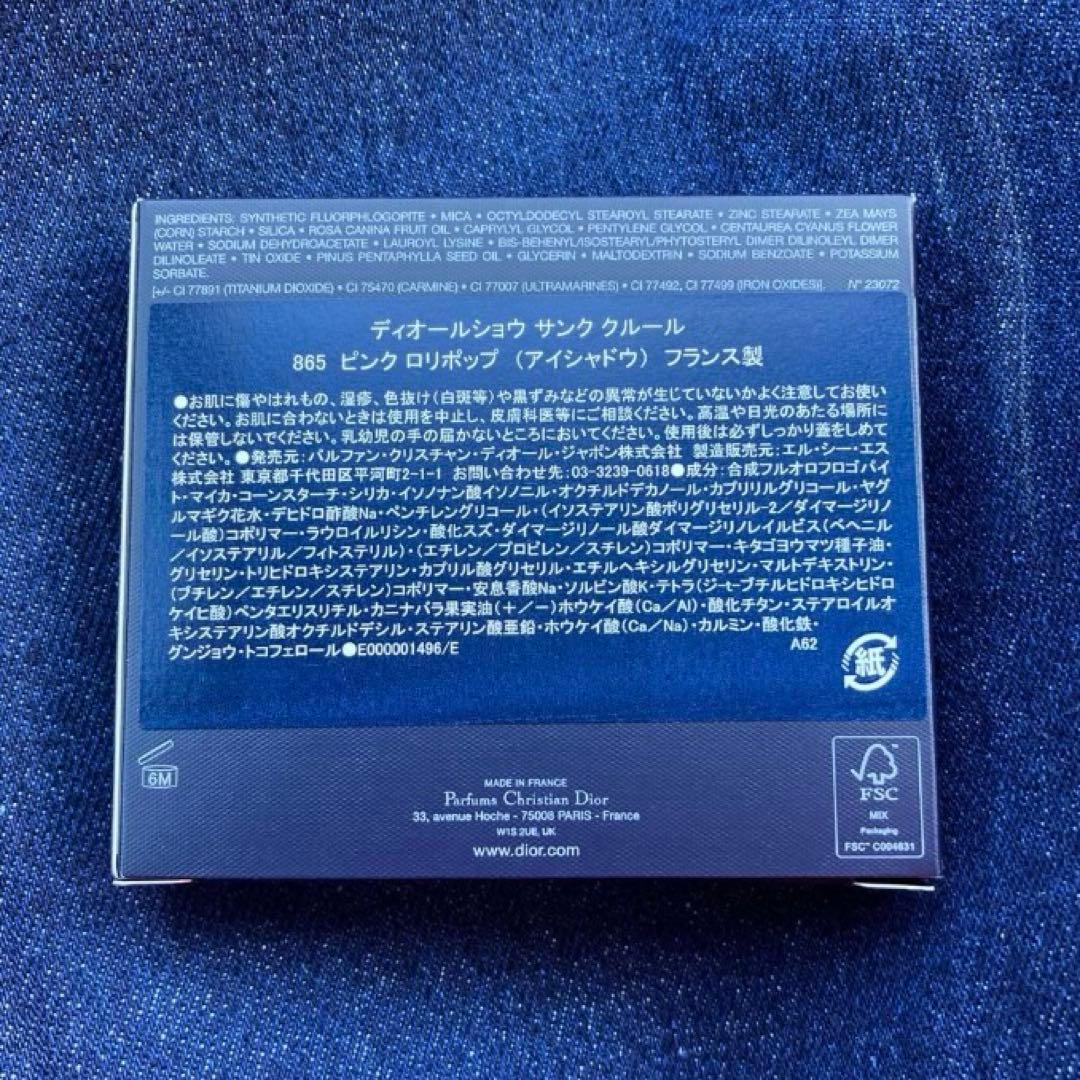 INGREDIENTS: SYNTHETIC FLUORPHLOGOPITE • MICA • OCTYLDODECYL STEAROYL STEARATE • ZINC STEARATE • ZEA MAYS
(CORN) STARCH • SILICA • ROSA CANINA FRUIT OIL • CAPRYLYL GLYCOL • PENTYLENE GLYCOL • CENTAUREA CYANUS FLOWER
WATER • SODIUM DEHYDROACETATE • LAUROYL LYSINE • BIS-BEHENYL/ISOSTEARYL/PHYTOSTERYL DIMER DILINOLEYL DIMER
DILINOLEATE • TIN OXIDE • PINUS PENTAPHYLLA SEED OIL • GLYCERIN • MALTODEXTRIN • SODIUM BENZOATE • POTASSIUM
SORBATE.
[+/- CI 77891 (TITANIUM DIOXIDE) • CI 75470 (CARMINE) • CI 77007 (ULTRAMARINES) • CI 77492, CI 77499 (IRON OXIDES)]. N° 23072
ディオールショウ サンク クルール
865 ピンク ロリポップ （アイシャドウ） フランス製
●お肌に傷やはれもの、湿疹、色抜け（白斑等）や黒ずみなどの異常が生じていないかよく注意してお使い
ください。お肌に合わないときは使用を中止し、皮膚科医等にご相談ください。高温や日光のあたる場所に
は保管しないでください。乳幼児の手の届かないところにおいてください。使用後は必ずしっかり蓋をしめて
ください。●発売元：パルファン・クリスチャン・ディオール・ジャポン株式会社 製造販売元：エル・シー・エス
株式会社 東京都千代田区平河町2-1-1 お問い合わせ先：03-3239-0618●成分：合成フルオロフロゴパイ
ト・マイカ・コーンスターチ・シリカ・イソノナン酸イソノニル・オクチルドデカノール・カプリリルグリコール・ヤグ
ルマギク花水・デヒドロ酢酸Na・ペンチレングリコール・（イソステアリン酸ポリグリセリル-2／ダイマージリノ
ール酸）コポリマー・ラウロイルリシン・酸化スズ・ダイマージリノール酸ダイマージリノレイルビス（ベヘニル
／イソステアリル／フィトステリル）・（エチレン／プロピレン／スチレン）コポリマー・キタゴヨウマツ種子油・
グリセリン・トリヒドロキシステアリン・カプリル酸グリセリル・エチルヘキシルグリセリン・マルトデキストリン・
（ブチレン／エチレン／スチレン）コポリマー・安息香酸Na・ソルビン酸K・テトラ（ジ-t-ブチルヒドロキシヒドロ
ケイヒ酸）ペンタエリスリチル・カニナバラ果実油（＋／－）ホウケイ酸（Ca／Al）・酸化チタン・ステアロイルオ
キシステアリン酸オクチルドデシル・ステアリン酸亜鉛・ホウケイ酸（Ca／Na）・カルミン・酸化鉄・
グンジョウ・トコフェロール●E000001496/E A62
紙
6M
MADE IN FRANCE
Parfums Christian Dior
33, avenue Hoche - 75008 PARIS - France
W1S 2UE, UK
www.dior.com
FSC
MIX
Packaging
FSC™ C004631